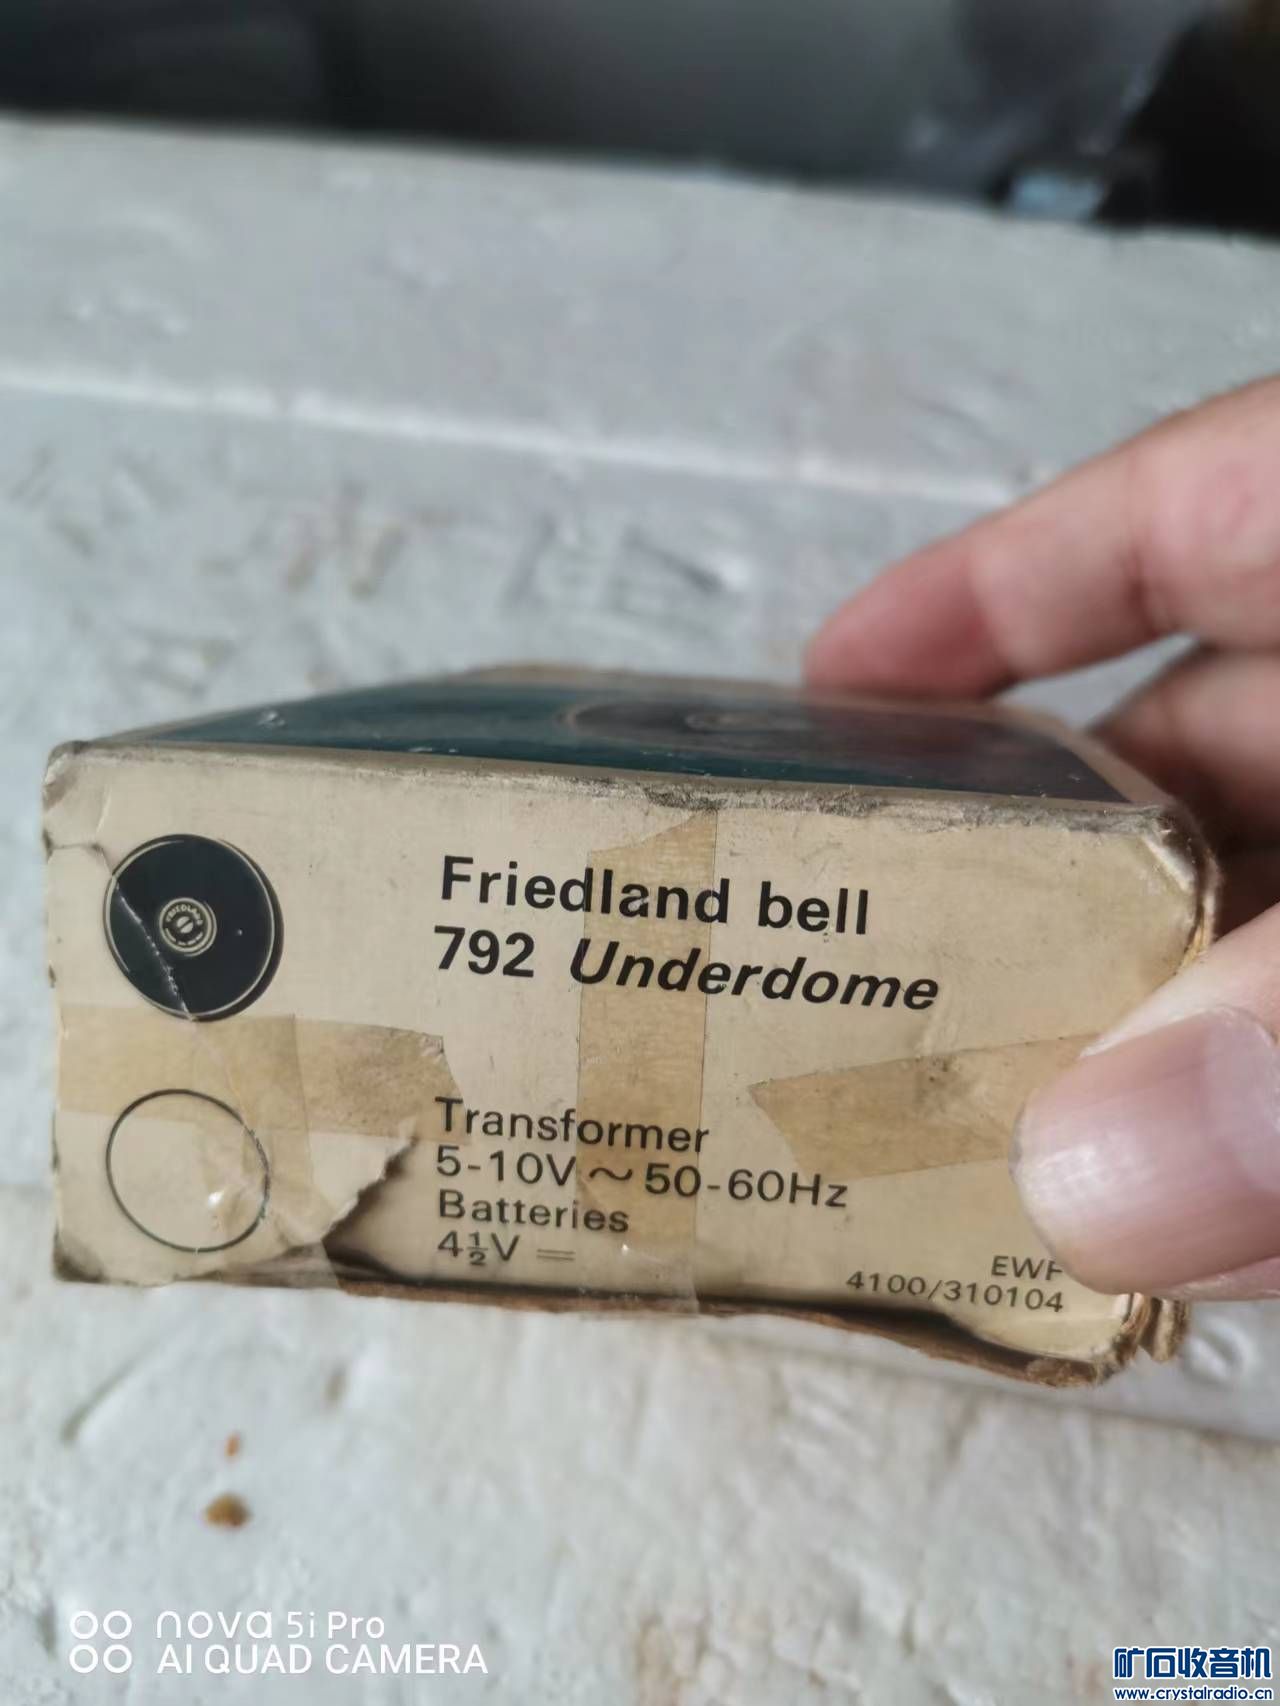 FRIEDLAND
Friedland bell
792 Underdome
Transformer
5-10V ~ 50-60Hz
Batteries
4½V ⎓
EWF
4100/310104
nova 5i Pro
AI QUAD CAMERA
矿石收音机
www.crystalradio.cn